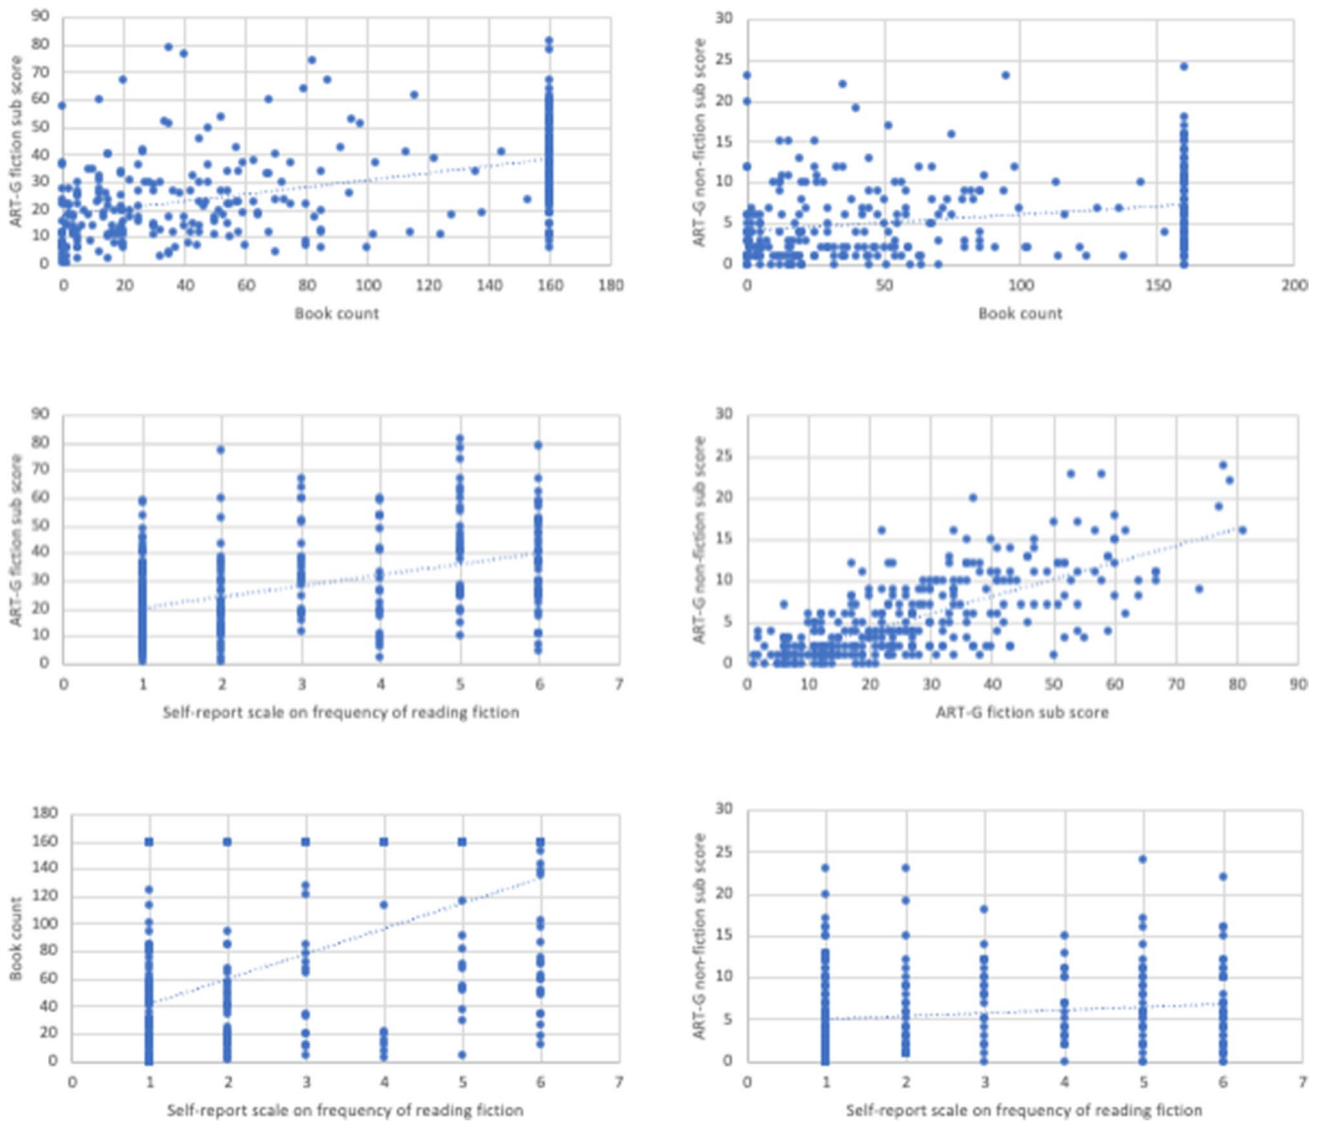 90
80
70
60
50
40
30
20
10
0
ART-G fiction sub score
0 20 40 60 80 100 120 140 160 180
Book count
30
25
20
15
10
5
0
ART-G non-fiction sub score
0 50 100 150 200
Book count
90
80
70
60
50
40
30
20
10
0
ART-G fiction sub score
0 1 2 3 4 5 6 7
Self-report scale on frequency of reading fiction
30
25
20
15
10
5
0
ART-G non-fiction sub score
0 10 20 30 40 50 60 70 80 90
ART-G fiction sub score
180
160
140
120
100
80
60
40
20
0
Book count
0 1 2 3 4 5 6 7
Self-report scale on frequency of reading fiction
30
25
20
15
10
5
0
ART-G non-fiction sub score
0 1 2 3 4 5 6 7
Self-report scale on frequency of reading fiction